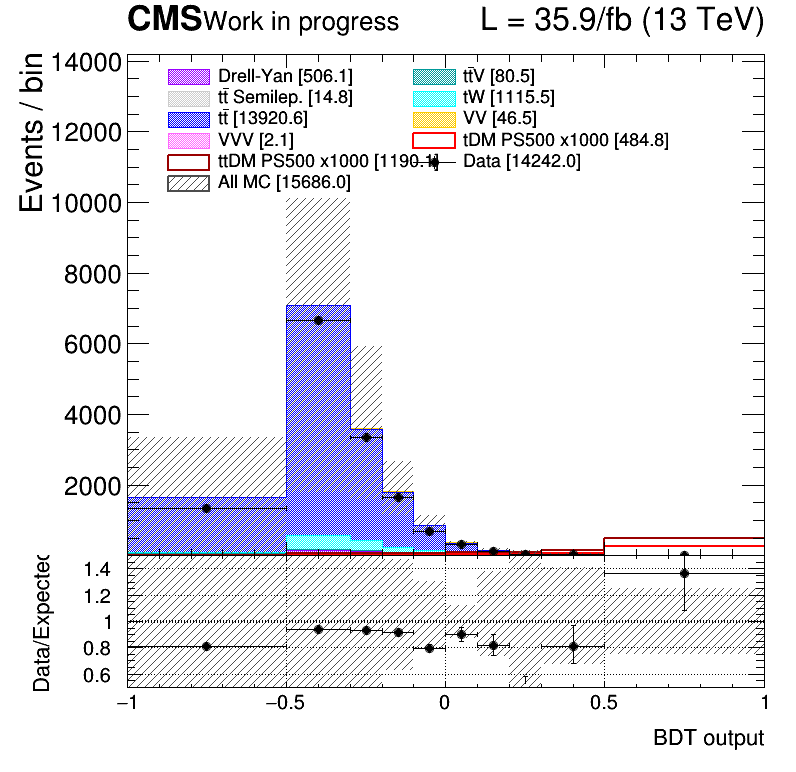 CMS Work in progress L = 35.9/fb (13 TeV)
Events / bin
14000
12000
10000
8000
6000
4000
2000
Drell-Yan [506.1]
tt̄V [80.5]
tt̄ Semilep. [14.8]
tW [1115.5]
tt̄ [13920.6]
VV [46.5]
VVV [2.1]
tDM PS500 x1000 [484.8]
ttDM PS500 x1000 [1190.1]
Data [14242.0]
All MC [15686.0]
Data/Expected
1.4
1.2
1
0.8
0.6
−1 −0.5 0 0.5 1
BDT output